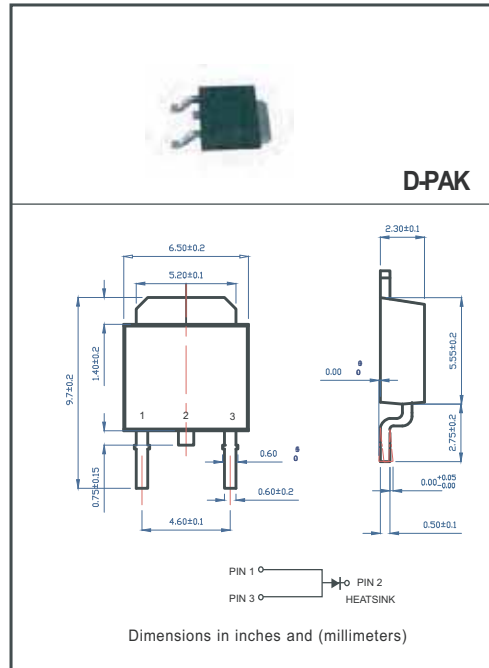 D-PAK
6.50±0.2
5.20±0.1
2.30±0.1
9.7±0.2
1.40±0.2
5.55±0.2
0.00 0
1 2 3
2.75±0.2
0.75±0.15
0.60 0
0.60±0.2
0.00+0.05-0.00
4.60±0.1
0.50±0.1
PIN 1
PIN 2
PIN 3
HEATSINK
Dimensions in inches and (millimeters)